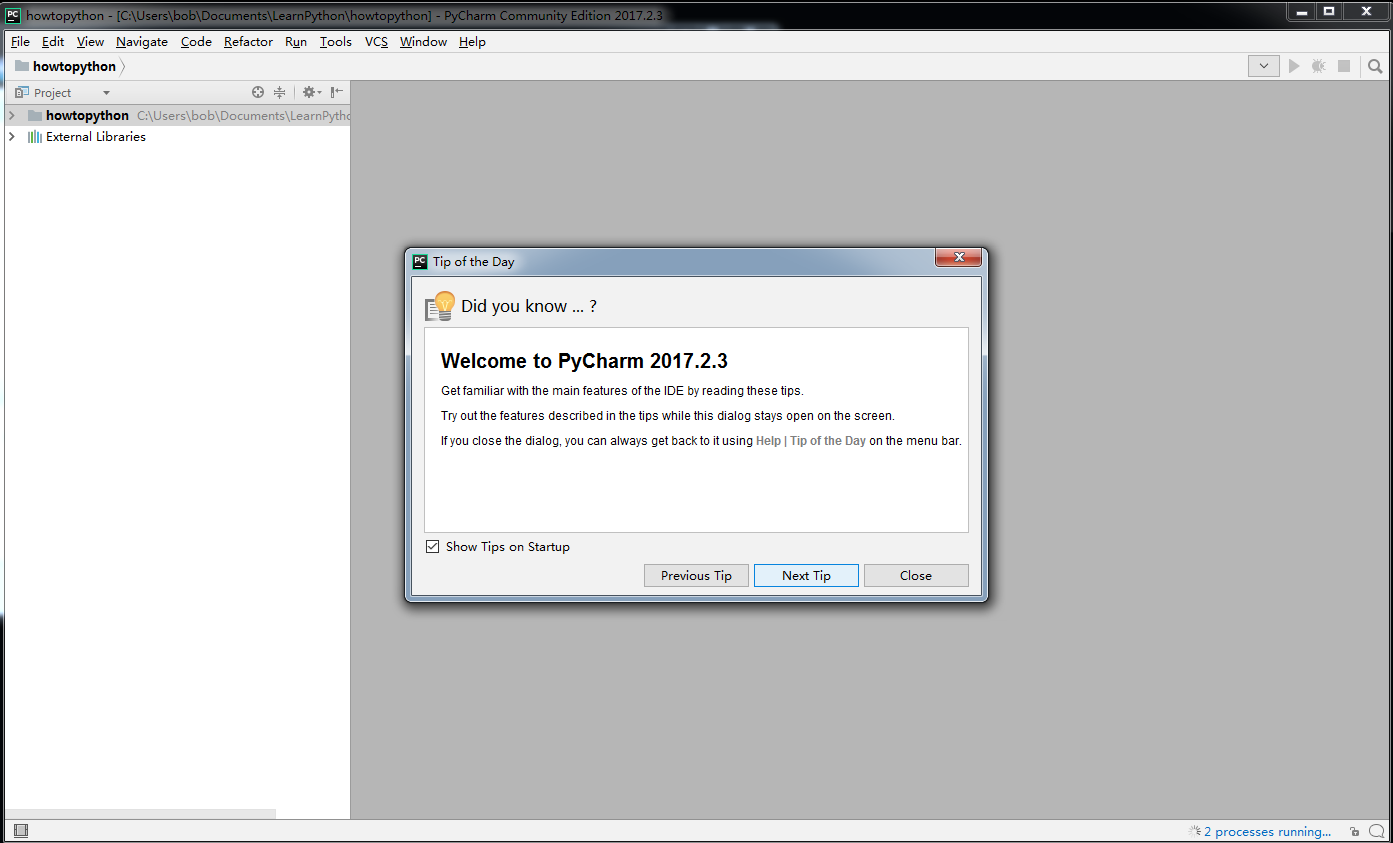 howtopython - [C:\Users\bob\Documents\LearnPython\howtopython] - PyCharm Community Edition 2017.2.3
File Edit View Navigate Code Refactor Run Tools VCS Window Help
howtopython
Project
howtopython C:\Users\bob\Documents\LearnPytho
External Libraries
Tip of the Day
Did you know ... ?
Welcome to PyCharm 2017.2.3
Get familiar with the main features of the IDE by reading these tips.
Try out the features described in the tips while this dialog stays open on the screen.
If you close the dialog, you can always get back to it using Help | Tip of the Day on the menu bar.
Show Tips on Startup
Previous Tip Next Tip Close
2 processes running...